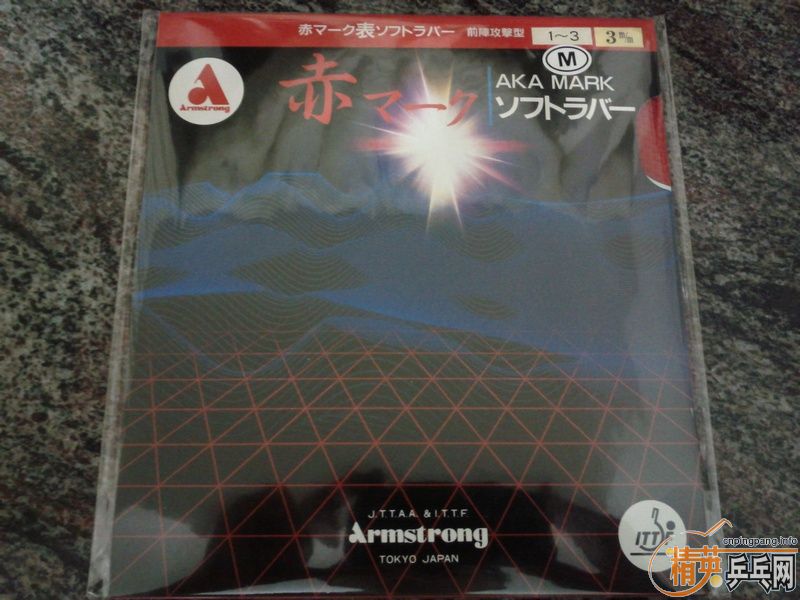 赤マーク表ソフトラバー 前陣攻撃型 1〜3 3m/m
M
Armstrong
赤マーク
AKA MARK
ソフトラバー
J.T.T.A.A. & I.T.T.F.
Armstrong
TOKYO JAPAN
ITTF
cnpingpang.info
精英乒乓网